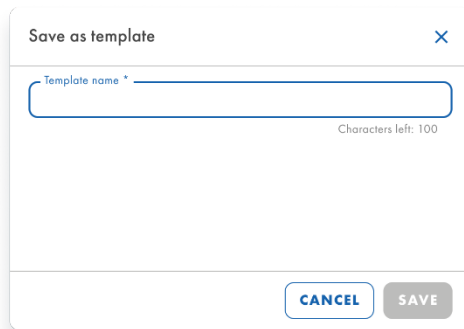 Save as template
Template name *
Characters left: 100
CANCEL SAVE